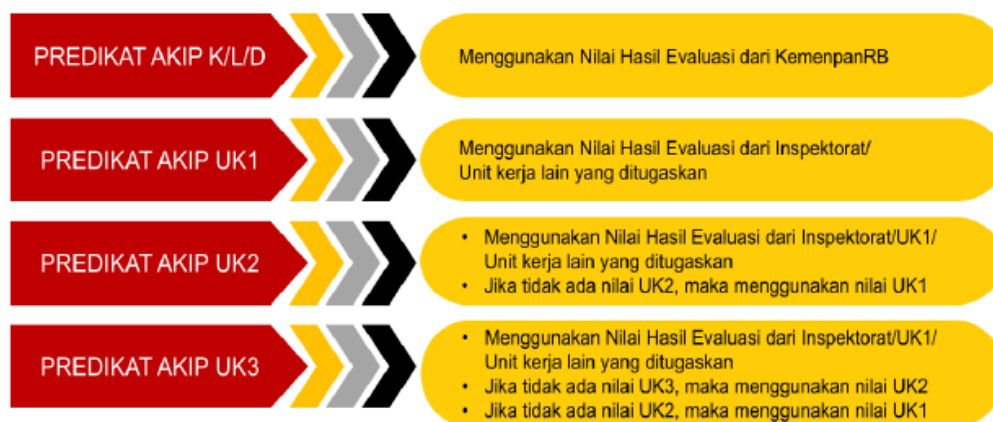 PREDIKAT AKIP K/L/D
Menggunakan Nilai Hasil Evaluasi dari KemenpanRB
PREDIKAT AKIP UK1
Menggunakan Nilai Hasil Evaluasi dari Inspektorat/
Unit kerja lain yang ditugaskan
PREDIKAT AKIP UK2
• Menggunakan Nilai Hasil Evaluasi dari Inspektorat/UK1/
Unit kerja lain yang ditugaskan
• Jika tidak ada nilai UK2, maka menggunakan nilai UK1
PREDIKAT AKIP UK3
• Menggunakan Nilai Hasil Evaluasi dari Inspektorat/UK1/
Unit kerja lain yang ditugaskan
• Jika tidak ada nilai UK3, maka menggunakan nilai UK2
• Jika tidak ada nilai UK2, maka menggunakan nilai UK1